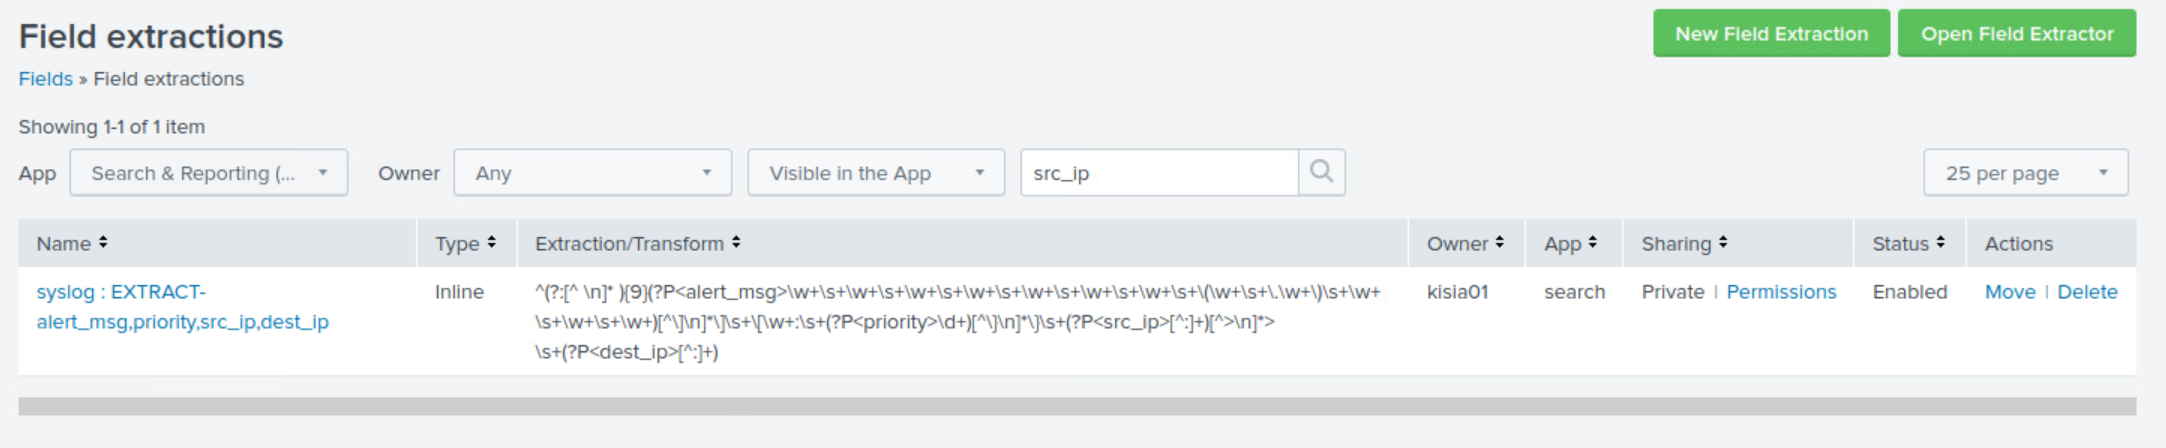 Field extractions
New Field Extraction
Open Field Extractor
Fields » Field extractions
Showing 1-1 of 1 item
App Search & Reporting (... Owner Any Visible in the App src_ip 25 per page
Name Type Extraction/Transform Owner App Sharing Status Actions
syslog : EXTRACT-
alert_msg,priority,src_ip,dest_ip
Inline
^(?:[^ \n]* ){9}(?P<alert_msg>\w+\s+\w+\s+\w+\s+\w+\s+\w+\s+\w+\s+\w+\s+\(\w+\s+\.\w+\)\s+\w+
\s+\w+\s+\w+)[^\]\n]*\]\s+\[\w+:\s+(?P<priority>\d+)[^\}\n]*\}\s+(?P<src_ip>[^:]+)[^>\n]*>
\s+(?P<dest_ip>[^:]+)
kisia01
search
Private | Permissions
Enabled
Move | Delete